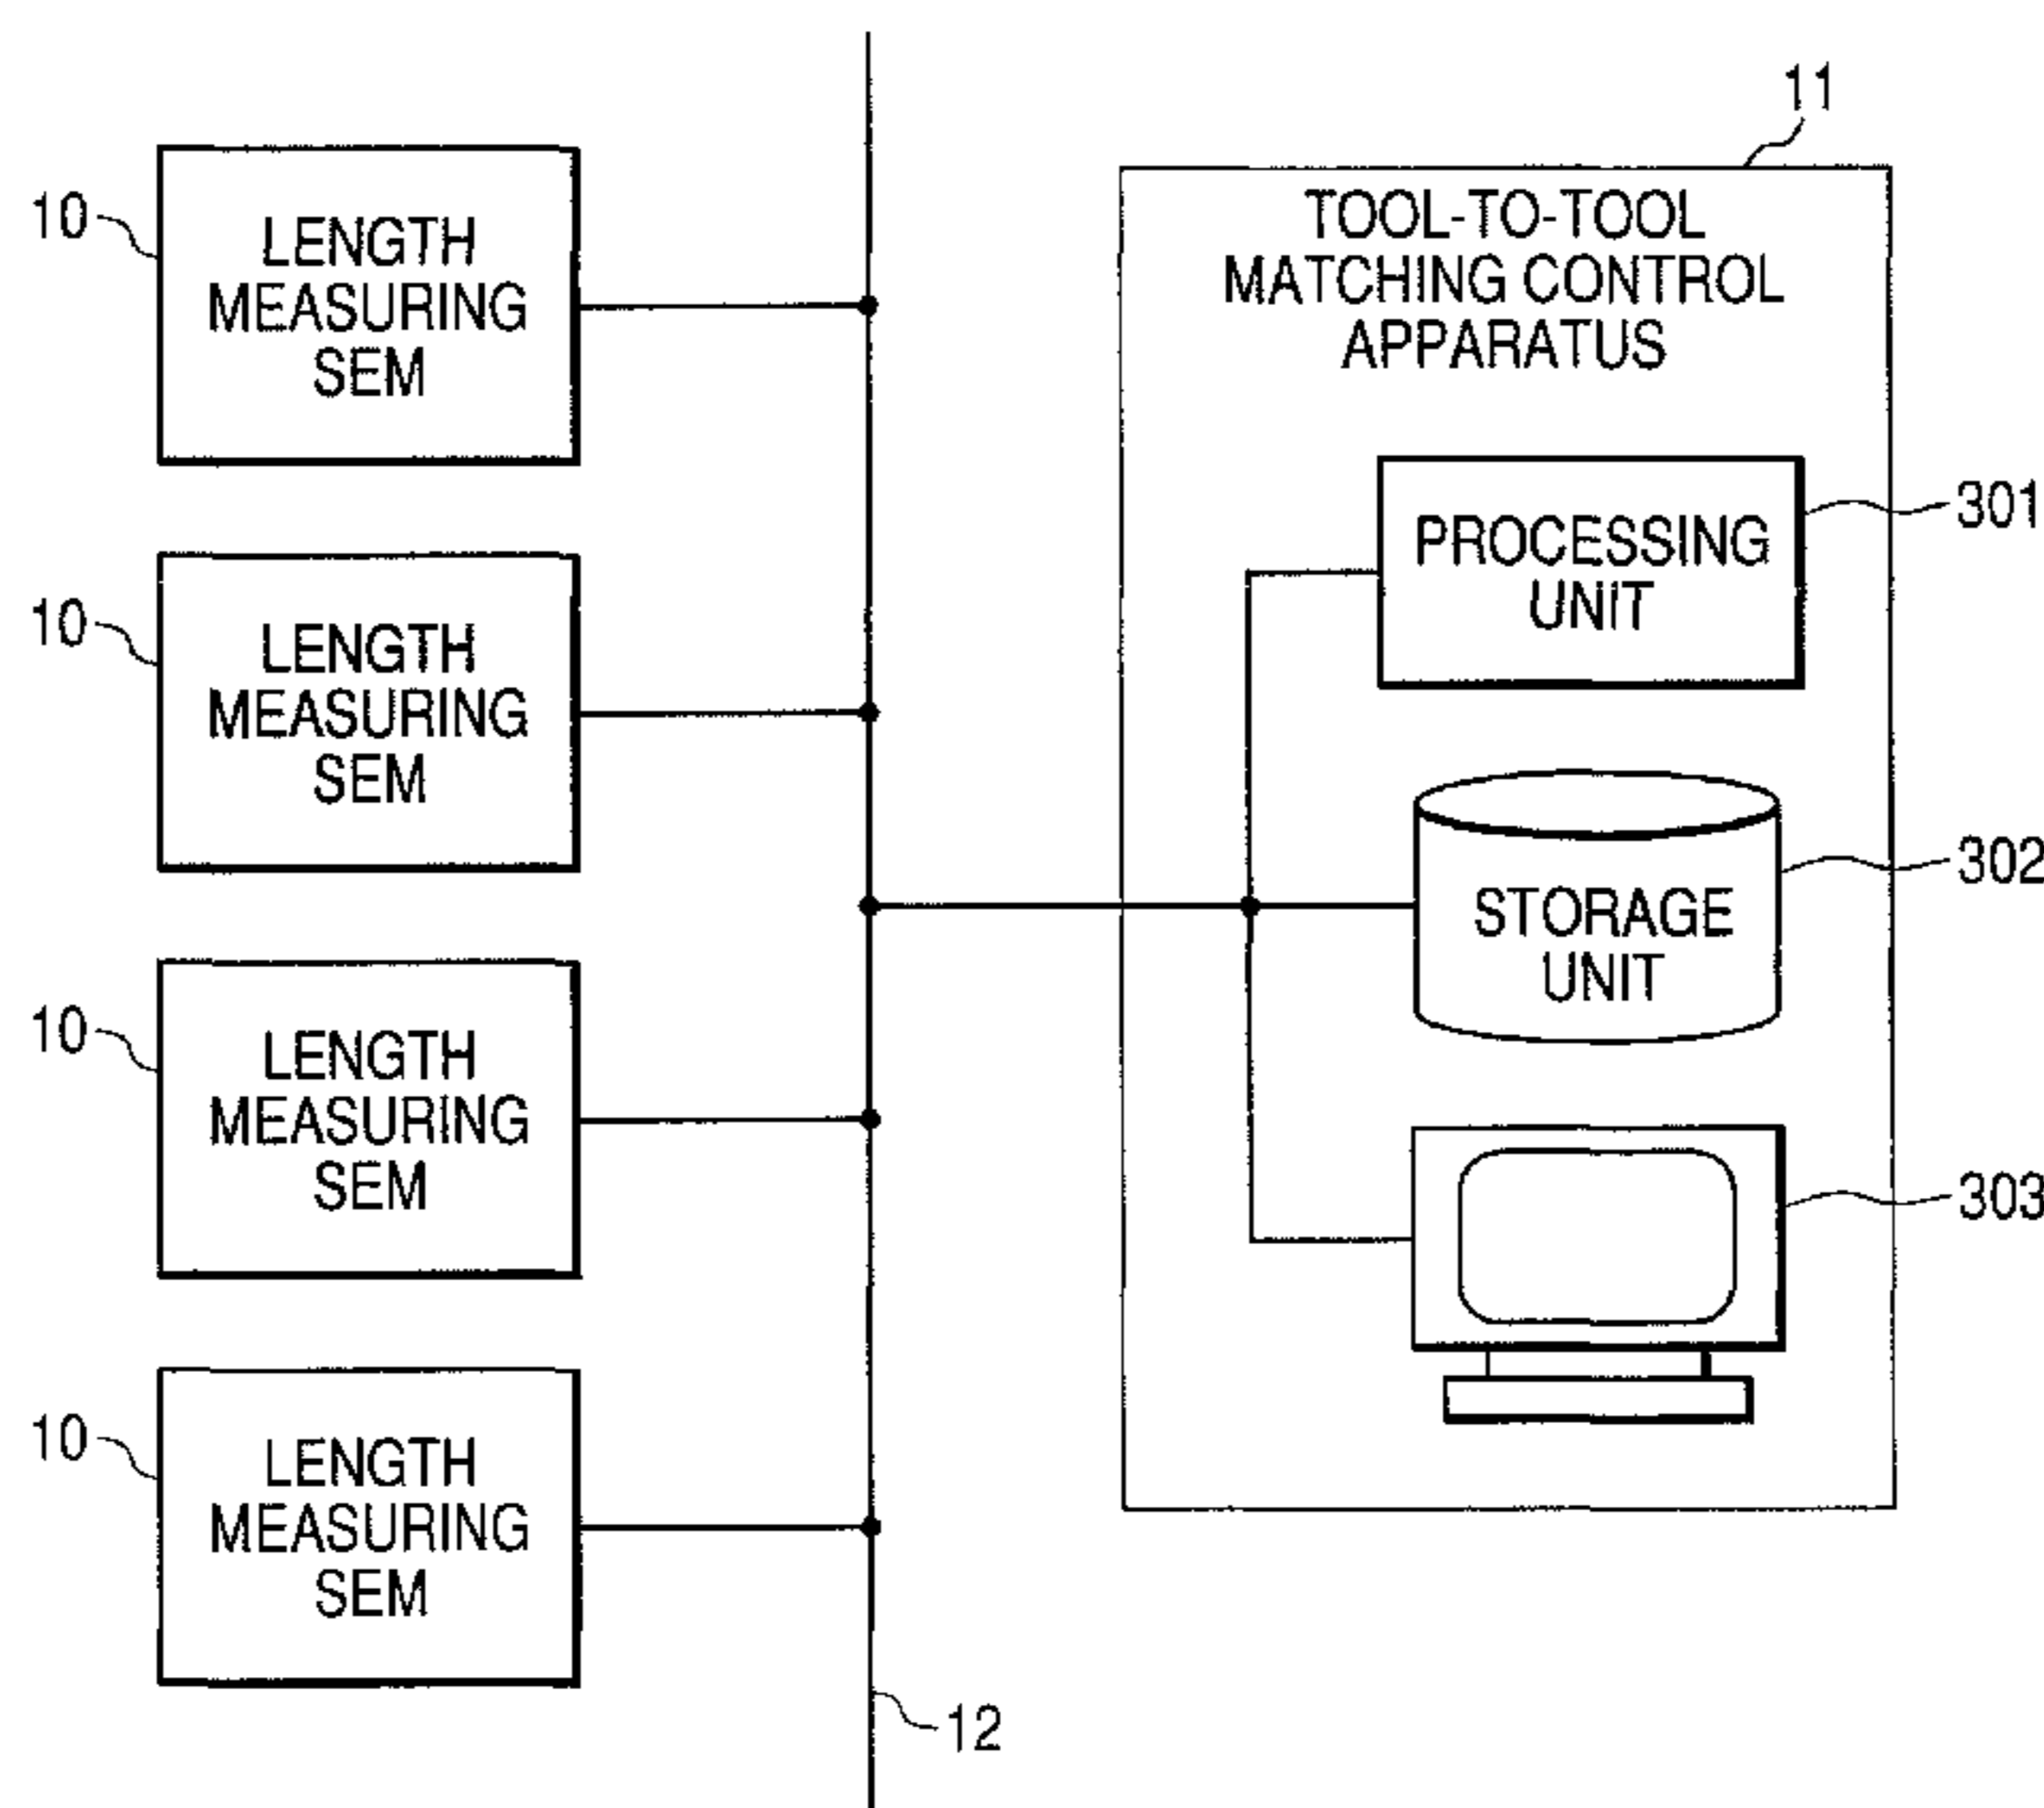 10
LENGTH
MEASURING
SEM
10
LENGTH
MEASURING
SEM
10
LENGTH
MEASURING
SEM
10
LENGTH
MEASURING
SEM
12
11
TOOL-TO-TOOL
MATCHING CONTROL
APPARATUS
PROCESSING
UNIT
301
STORAGE
UNIT
302
303